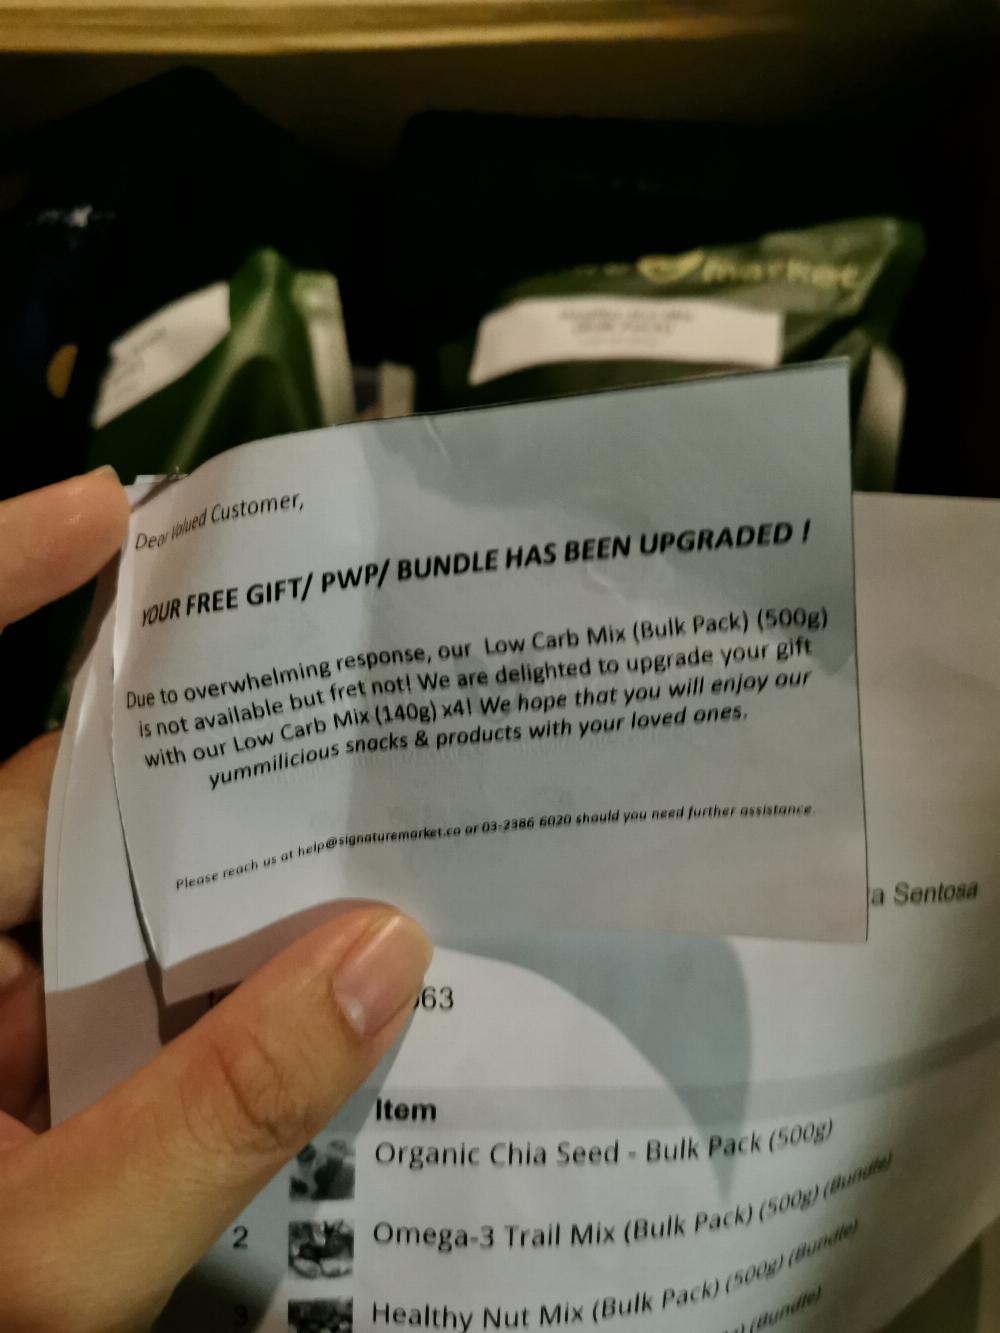 market
Dear Valued Customer,
YOUR FREE GIFT/ PWP/ BUNDLE HAS BEEN UPGRADED !
Due to overwhelming response, our Low Carb Mix (Bulk Pack) (500g)
is not available but fret not! We are delighted to upgrade your gift
with our Low Carb Mix (140g) x4! We hope that you will enjoy our
yummilicious snacks & products with your loved ones.
Please reach us at help@signaturemarket.co or 03-2386 6020 should you need further assistance.
Sentosa
63
Item
Organic Chia Seed - Bulk Pack (500g)
2 Omega-3 Trail Mix (Bulk Pack) (500g) (Bundle)
3 Healthy Nut Mix (Bulk Pack) (500g) (Bundle)
(Bundle)